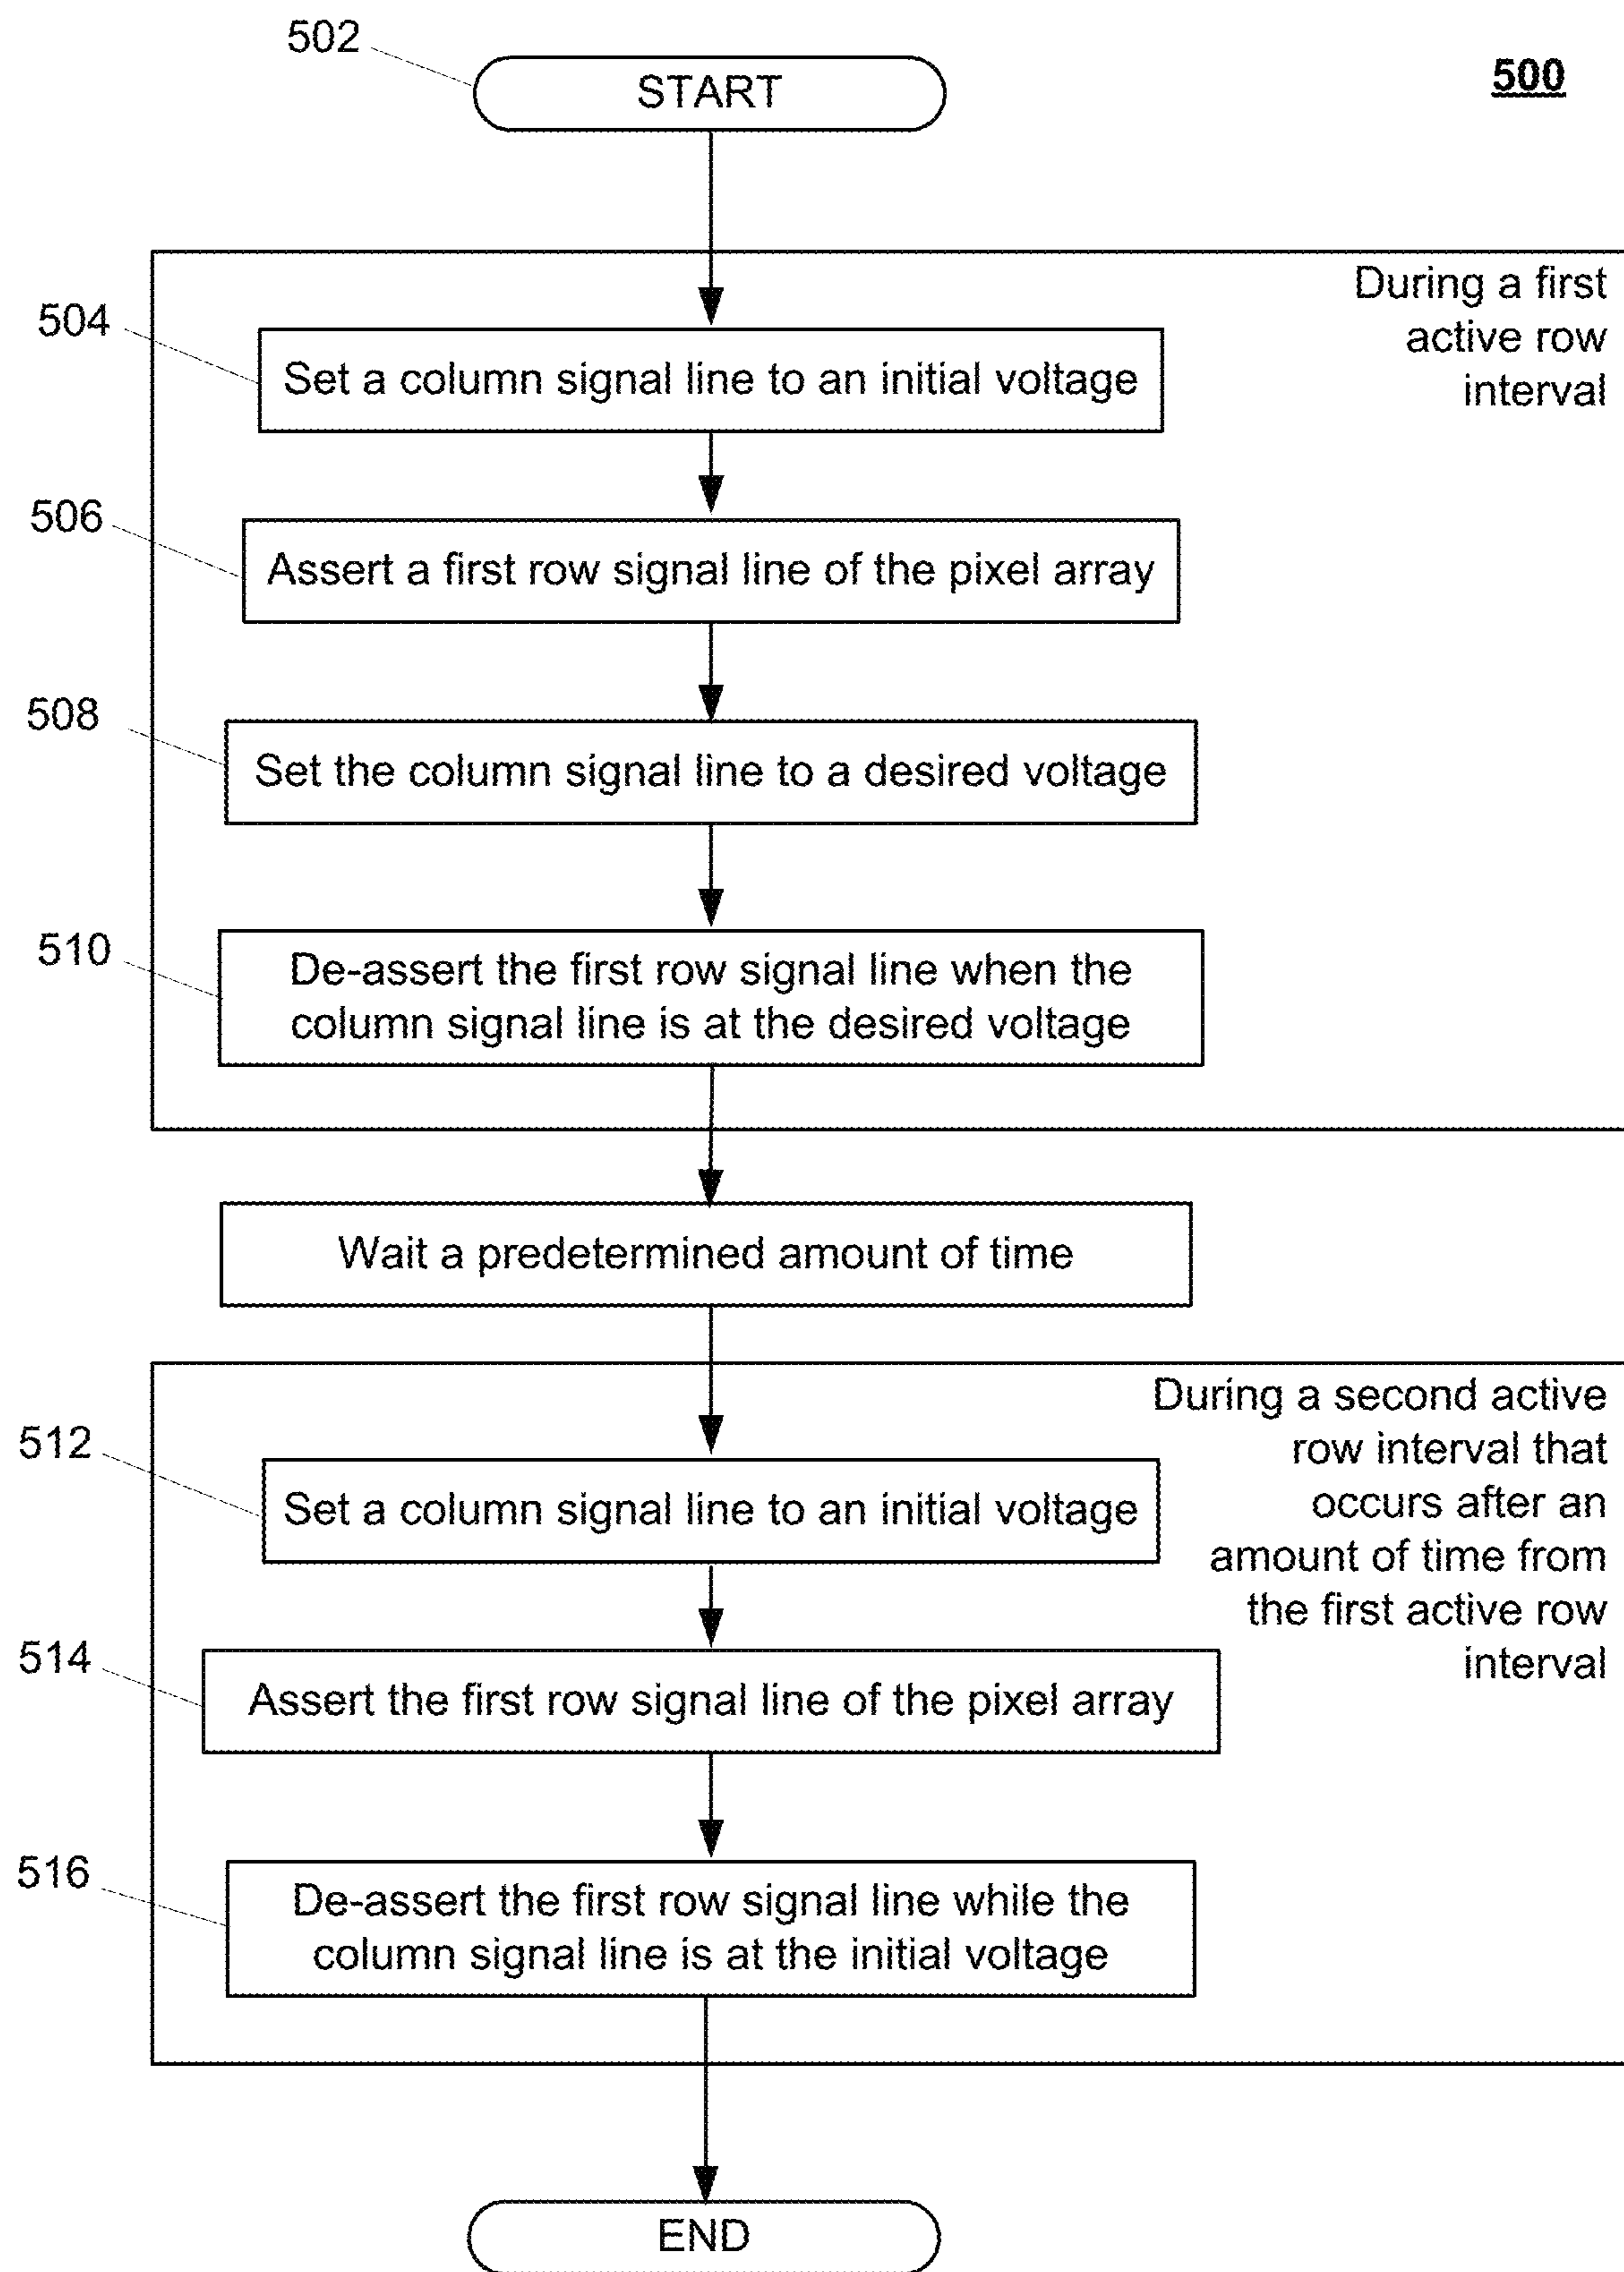 502
START
500
During a first
active row
interval
504
Set a column signal line to an initial voltage
506
Assert a first row signal line of the pixel array
508
Set the column signal line to a desired voltage
510
De-assert the first row signal line when the
column signal line is at the desired voltage
Wait a predetermined amount of time
During a second active
row interval that
occurs after an
amount of time from
the first active row
interval
512
Set a column signal line to an initial voltage
514
Assert the first row signal line of the pixel array
516
De-assert the first row signal line while the
column signal line is at the initial voltage
END